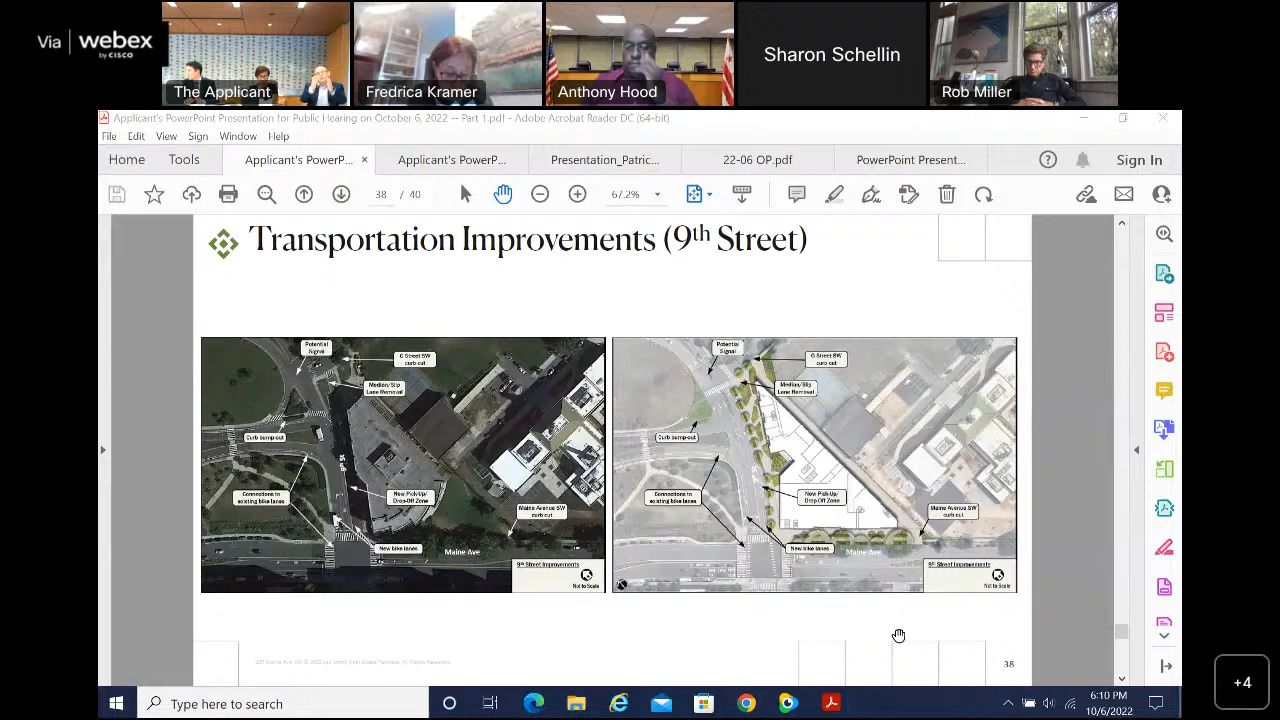 Via webex
by CISCO
The Applicant
Fredrica Kramer
Anthony Hood
Sharon Schellin
Rob Miller
Applicant's PowerPoint Presentation for Public Hearing on October 6, 2022 -- Part 1.pdf - Adobe Acrobat Reader DC (64-bit)
File Edit View Sign Window Help
Home Tools Applicant's PowerP... × Applicant's PowerP... Presentation_Patric... 22-06 OP.pdf PowerPoint Present... Sign In
38 / 40 67.2%
Transportation Improvements (9th Street)
Potential
Signal
G Street SW
curb cut
Median/Slip
Lane Removal
Curb bump-out
9th St
Connections to
existing bike lanes
New Pick-Up/
Drop-Off Zone
Maine Avenue SW
curb cut
New bike lanes
Maine Ave
9th Street Improvements
Not to Scale
Potential
Signal
G Street SW
curb cut
Median/Slip
Lane Removal
Curb bump-out
Connections to
existing bike lanes
New Pick-Up/
Drop-Off Zone
Maine Avenue SW
curb cut
New bike lanes
Maine Ave
9th Street Improvements
Not to Scale
38
+4
Type here to search
6:10 PM
10/6/2022